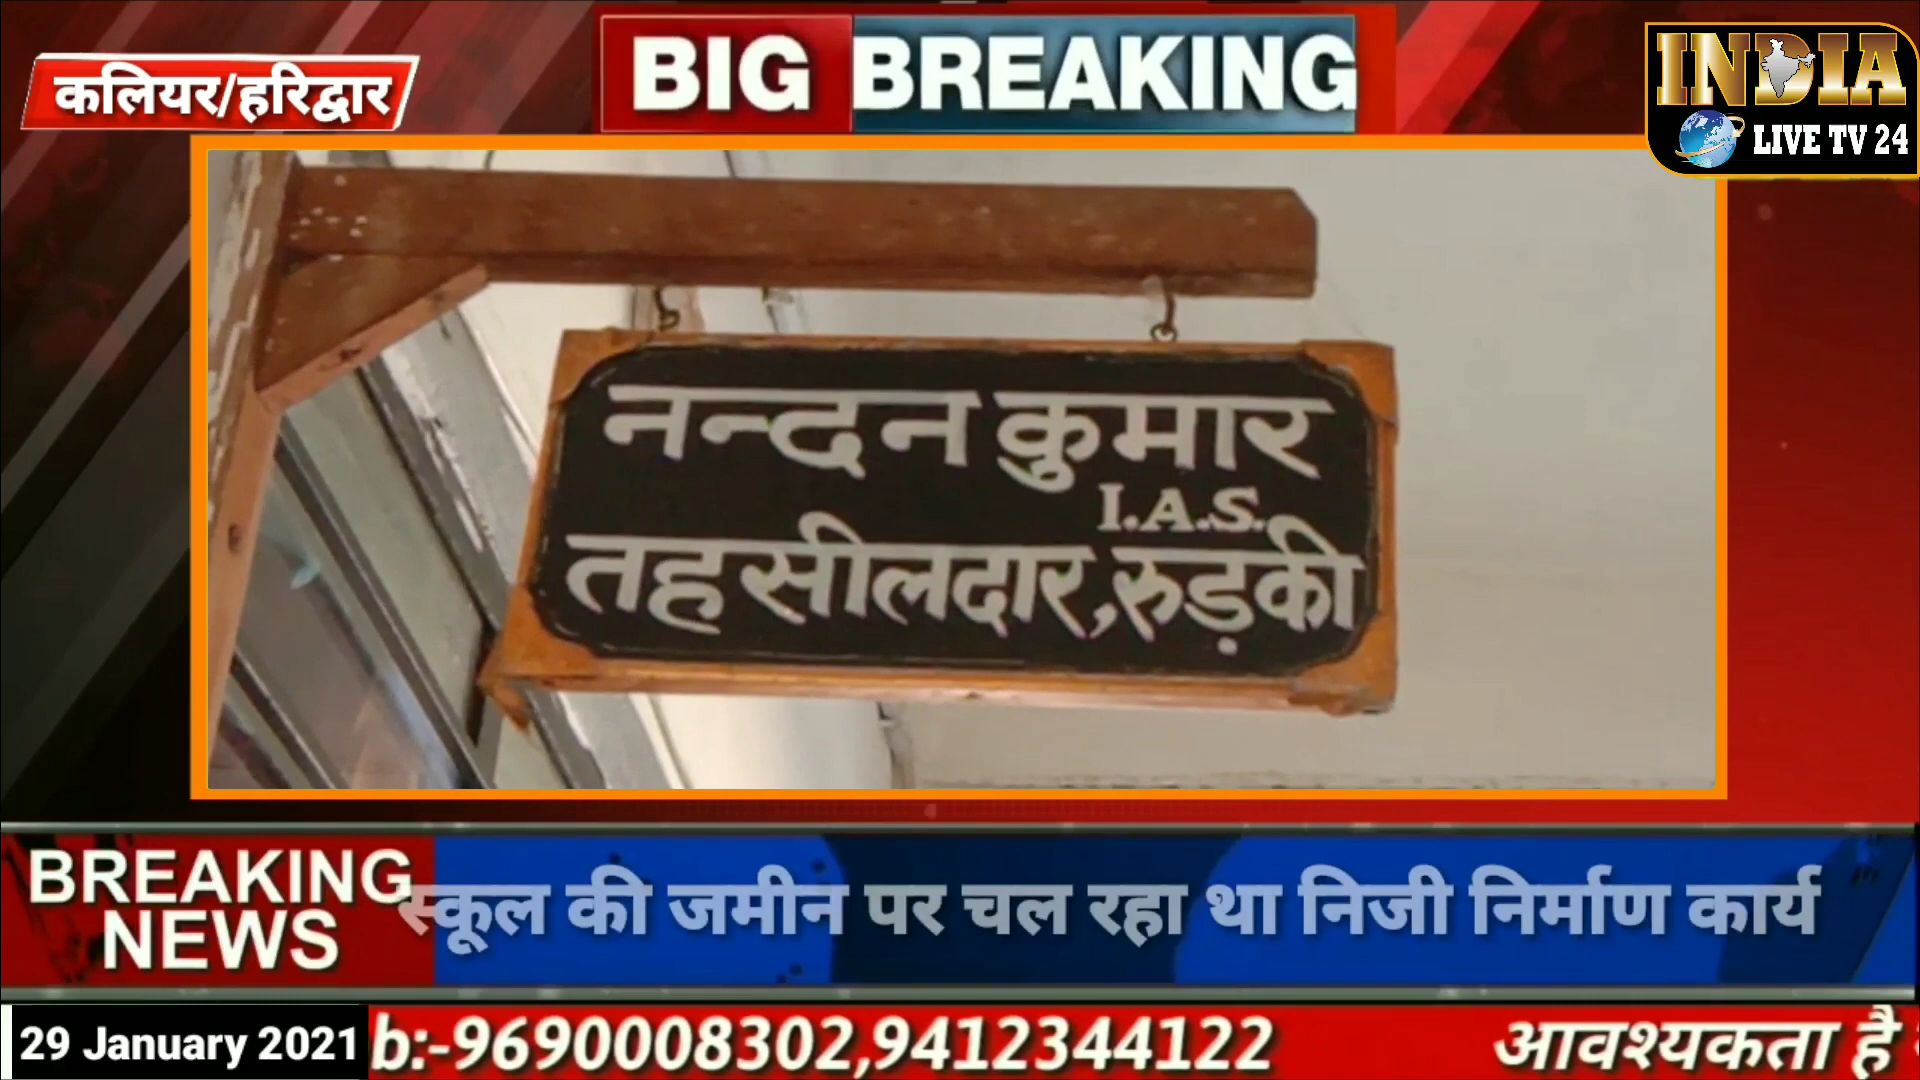 कलियर/हरिद्वार
BIG BREAKING
INDIA
LIVE TV 24
नन्दन कुमार
I.A.S.
तहसीलदार,रुड़की
BREAKING
NEWS
स्कूल की जमीन पर चल रहा था निजी निर्माण कार्य
29 January 2021
b:-9690008302,9412344122
आवश्यकता है